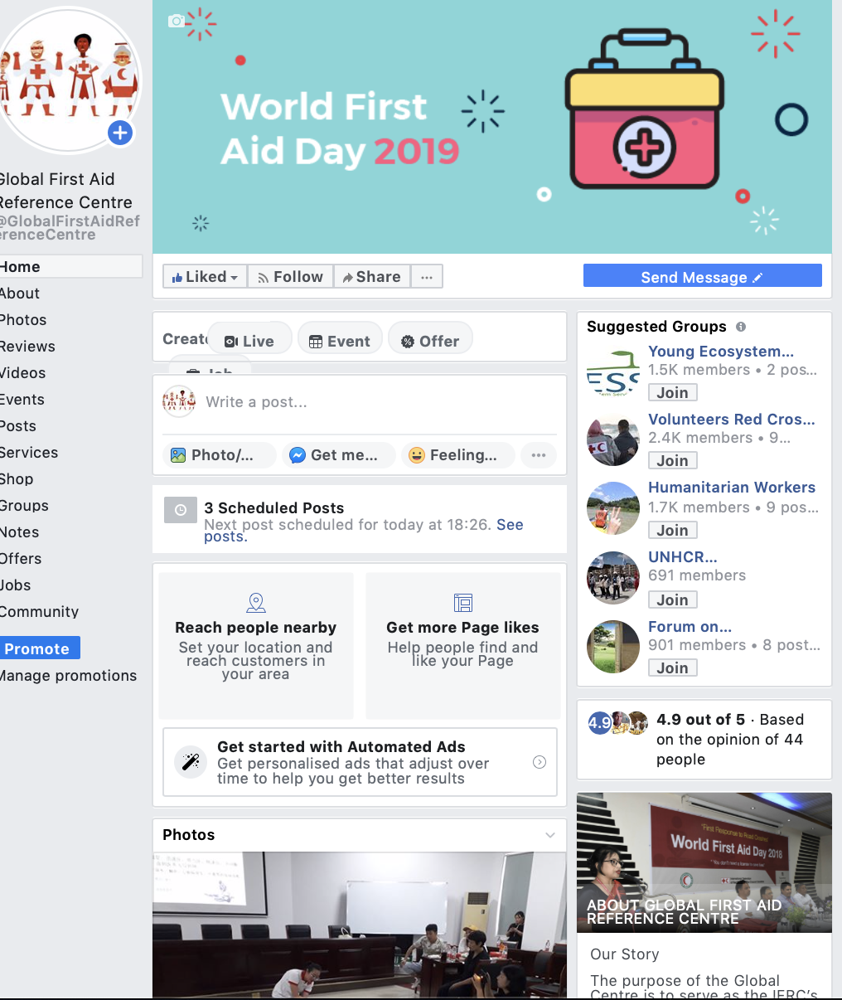 World First
Aid Day 2019
Global First Aid
Reference Centre
@GlobalFirstAidRef
erenceCentre
Home
About
Photos
Reviews
Videos
Events
Posts
Services
Shop
Groups
Notes
Offers
Jobs
Community
Promote
Manage promotions
Liked
Follow
Share
...
Send Message
Create
Live
Event
Offer
Job
Write a post...
Photo/...
Get me...
Feeling...
3 Scheduled Posts
Next post scheduled for today at 18:26. See
posts.
Reach people nearby
Set your location and
reach customers in
your area
Get more Page likes
Help people find and
like your Page
Get started with Automated Ads
Get personalised ads that adjust over
time to help you get better results
Photos
Suggested Groups
Young Ecosystem...
1.5K members • 2 pos...
Join
Volunteers Red Cros...
2.4K members • 9...
Join
Humanitarian Workers
1.7K members • 9 pos...
Join
UNHCR...
691 members
Join
Forum on...
901 members • 8 post...
Join
4.9
4.9 out of 5 · Based
on the opinion of 44
people
World First Aid Day 2018
ABOUT GLOBAL FIRST AID
REFERENCE CENTRE
Our Story
The purpose of the Global
Centre is to serve as the IFRC's